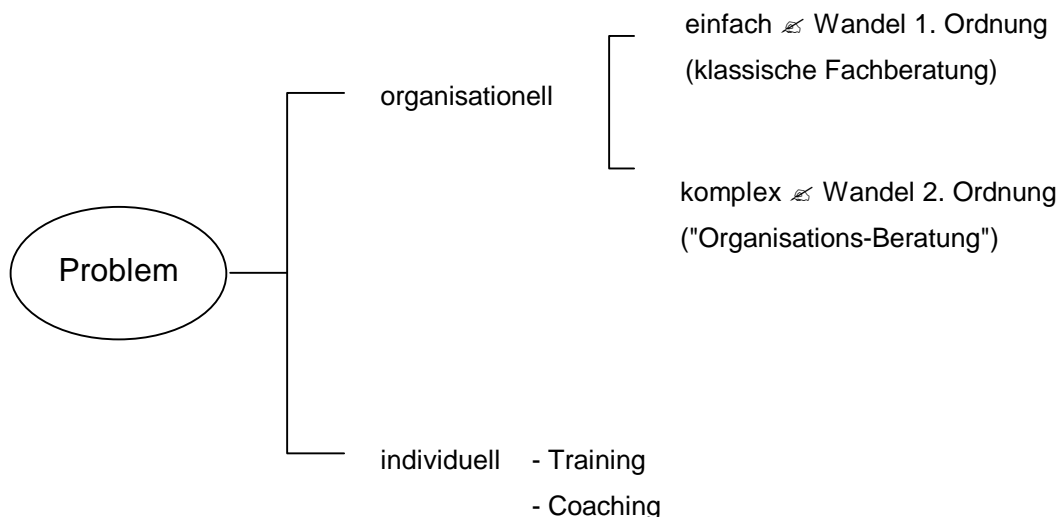 einfach ✍ Wandel 1. Ordnung
(klassische Fachberatung)
organisationell
komplex ✍ Wandel 2. Ordnung
("Organisations-Beratung")
Problem
individuell - Training
- Coaching